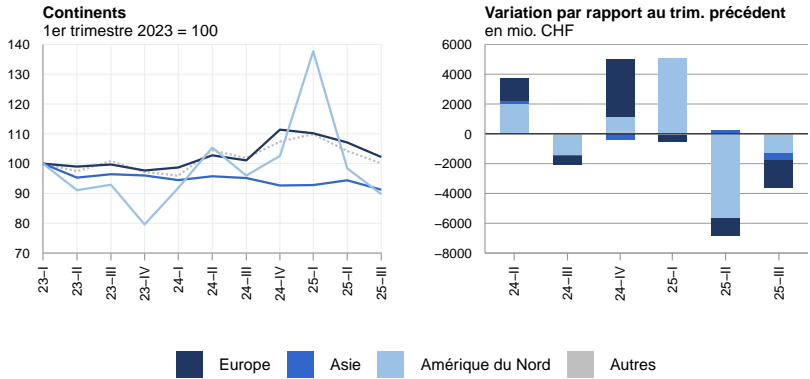 Continents
1er trimestre 2023 = 100
140
130
120
110
100
90
80
70
23–I
23–II
23–III
23–IV
24–I
24–II
24–III
24–IV
25–I
25–II
25–III
Variation par rapport au trim. précédent
en mio. CHF
6000
4000
2000
0
–2000
–4000
–6000
–8000
24–II
24–III
24–IV
25–I
25–II
25–III
Europe Asie Amérique du Nord Autres